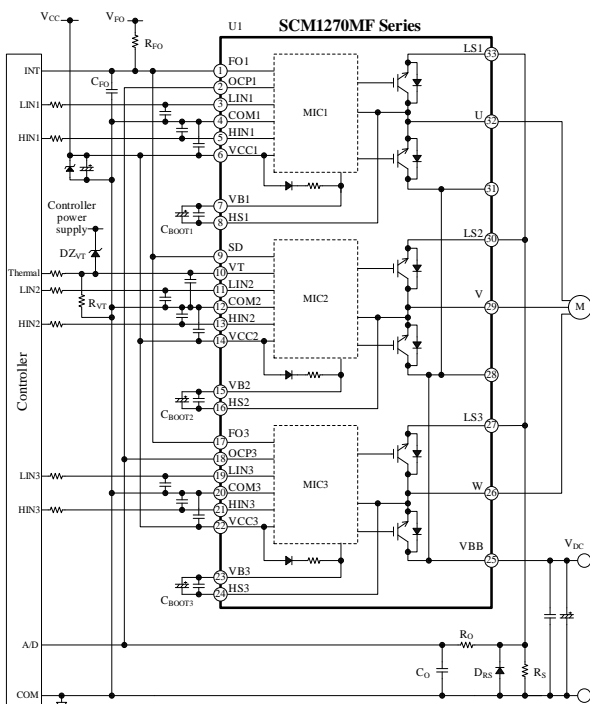 SCM1270MF Series
U1
VCC
VFO
RFO
INT
CFO
LIN1
HIN1
1 FO1
2 OCP1
3 LIN1
4 COM1
5 HIN1
6 VCC1
7 VB1
8 HS1
MIC1
LS1 33
U 32
31
CBOOT1
Controller power supply
DZVT
Thermal
LIN2
RVT
HIN2
9 SD
10 VT
11 LIN2
12 COM2
13 HIN2
14 VCC2
15 VB2
16 HS2
MIC2
LS2 30
V 29
28
M
CBOOT2
Controller
LIN3
HIN3
17 FO3
18 OCP3
19 LIN3
20 COM3
21 HIN3
22 VCC3
23 VB3
24 HS3
MIC3
LS3 27
W 26
VBB 25
VDC
CBOOT3
A/D
RO
CO
DRS
RS
COM